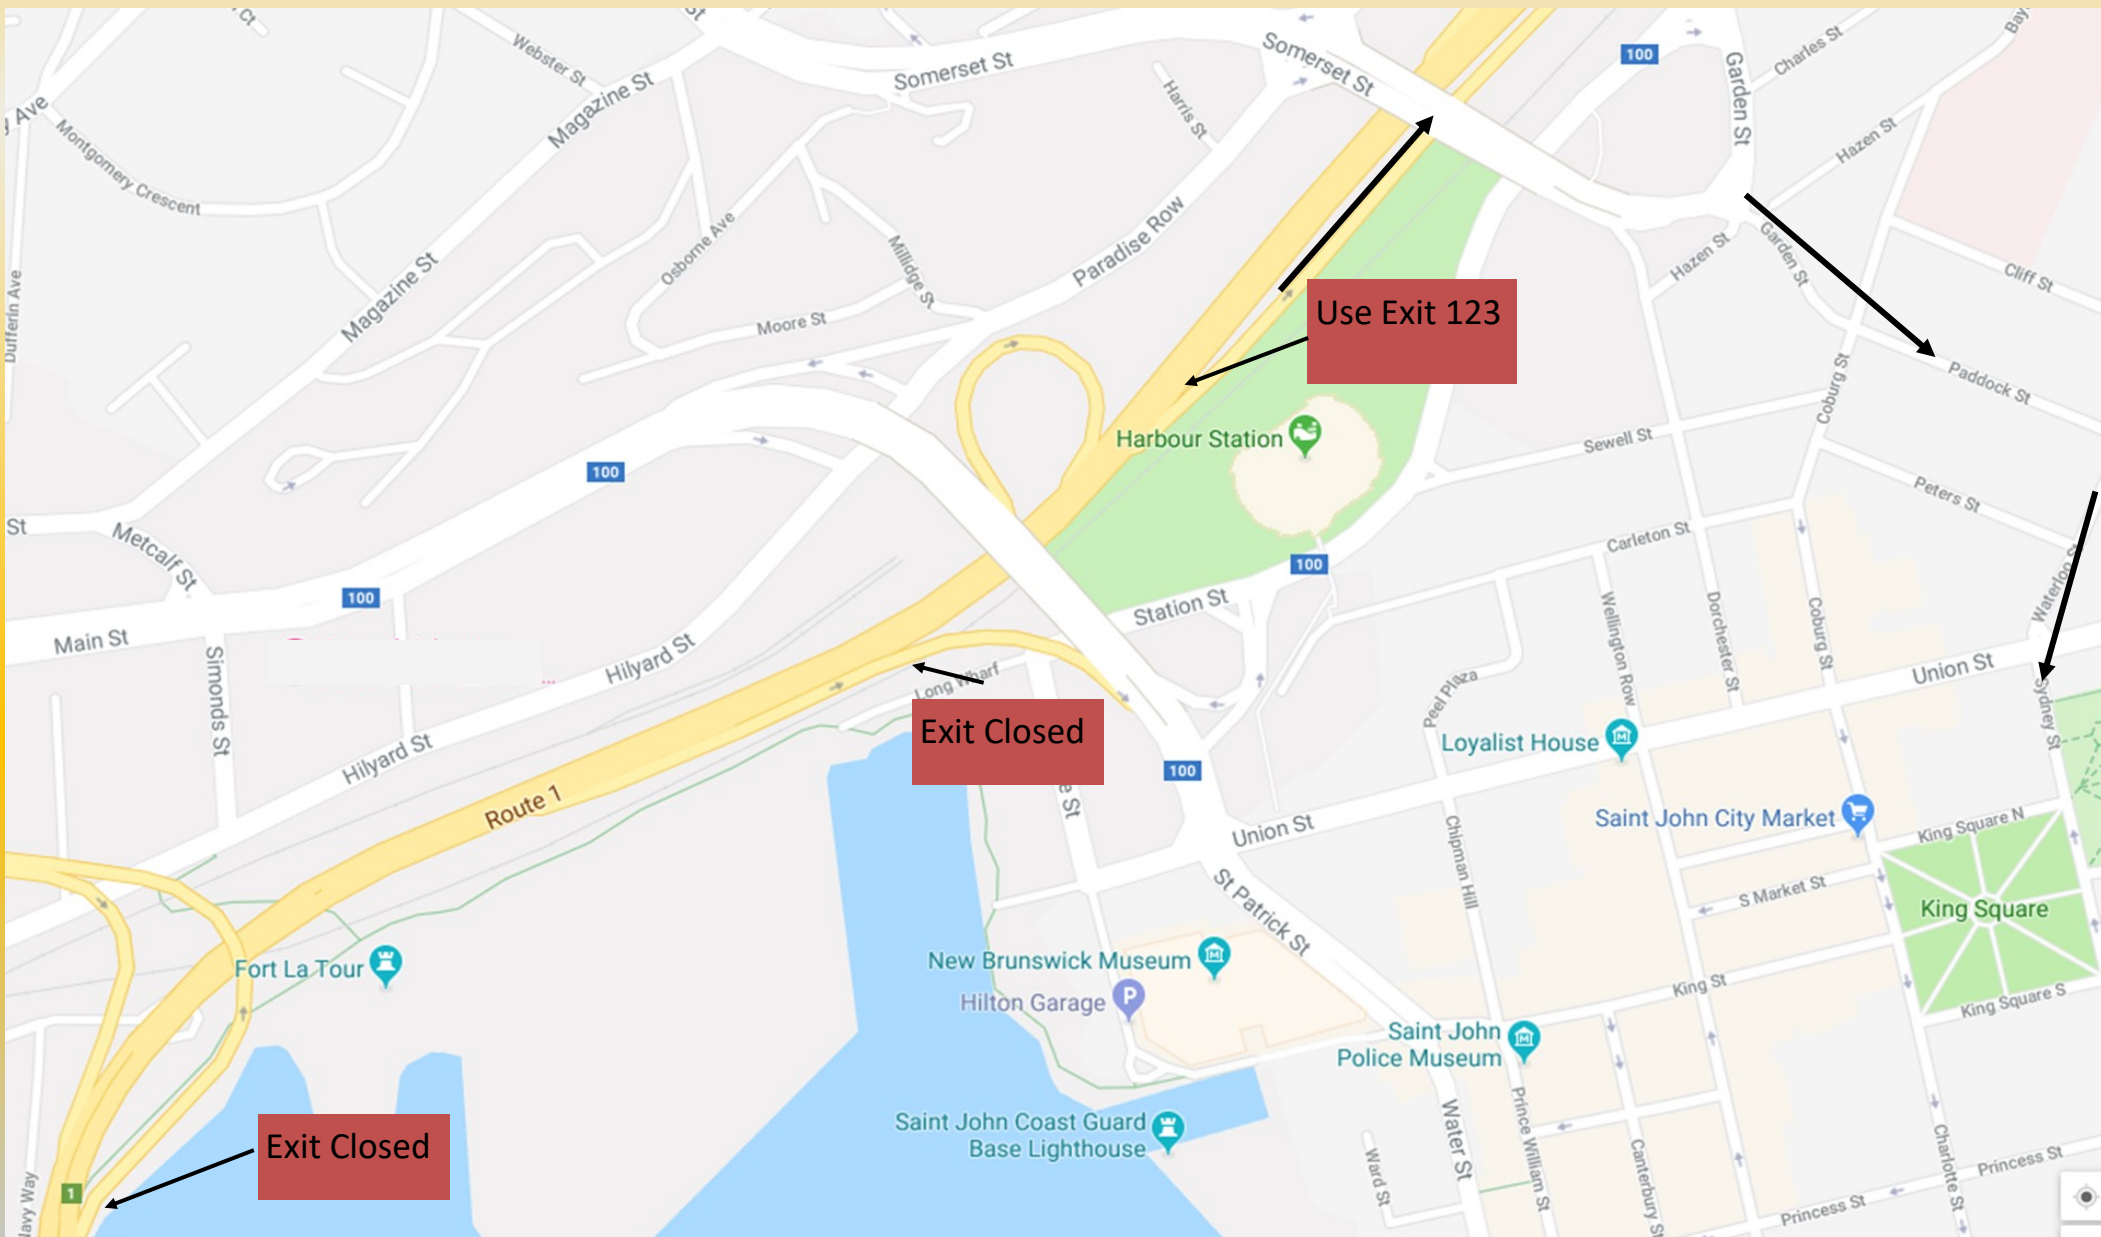 Ct
St
Somerset St
Somerset St
100
Garden St
Charles St
Webster St
Magazine St
Ave
Montgomery Crescent
Harris St
Hazen St
Paradise Row
Osborne Ave
Millidge St
Magazine St
Dufferin Ave
Moore St
Hazen St
Garden St
Cliff St
Use Exit 123
Paddock St
Coburg St
Harbour Station
Sewell St
Peters St
100
St
Metcalf St
100
Main St
Simonds St
Hilyard St
Station St
100
Carleton St
Wellington Row
Dorchester St
Coburg St
Union St
Sydney St
Long Wharf
Peel Plaza
Exit Closed
Hilyard St
Route 1
100
e St
Union St
Loyalist House
Saint John City Market
Chipman Hill
King Square N
S Market St
King Square
St Patrick St
Fort La Tour
New Brunswick Museum
Hilton Garage
P
King St
King Square S
Saint John
Police Museum
Saint John Coast Guard
Base Lighthouse
Exit Closed
1
Water St
Prince William St
Canterbury St
Charlotte St
Princess St
Princess St
Ward St